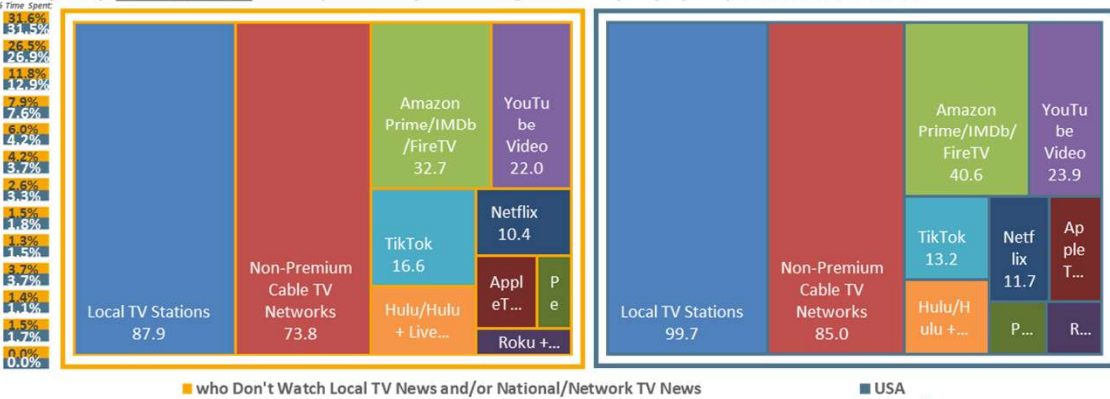 % Time Spent:
31.6%
31.5%
26.5%
26.9%
11.8%
12.9%
7.9%
7.6%
6.0%
4.2%
4.2%
3.7%
2.6%
3.3%
1.5%
1.8%
1.3%
1.5%
3.7%
3.7%
1.4%
1.1%
1.5%
1.7%
0.0%
0.0%
Local TV Stations
87.9
Non-Premium
Cable TV
Networks
73.8
Amazon
Prime/IMDb
/FireTV
32.7
YouTu
be
Video
22.0
TikTok
16.6
Netflix
10.4
Hulu/Hulu
+ Live...
Appl
eT...
P
e
Roku +...
Local TV Stations
99.7
Non-Premium
Cable TV
Networks
85.0
Amazon
Prime/IMDb/
FireTV
40.6
YouTu
be
Video
23.9
TikTok
13.2
Netf
lix
11.7
Ap
ple
T...
Hulu/H
ulu +...
P...
R...
who Don't Watch Local TV News and/or National/Network TV News
USA